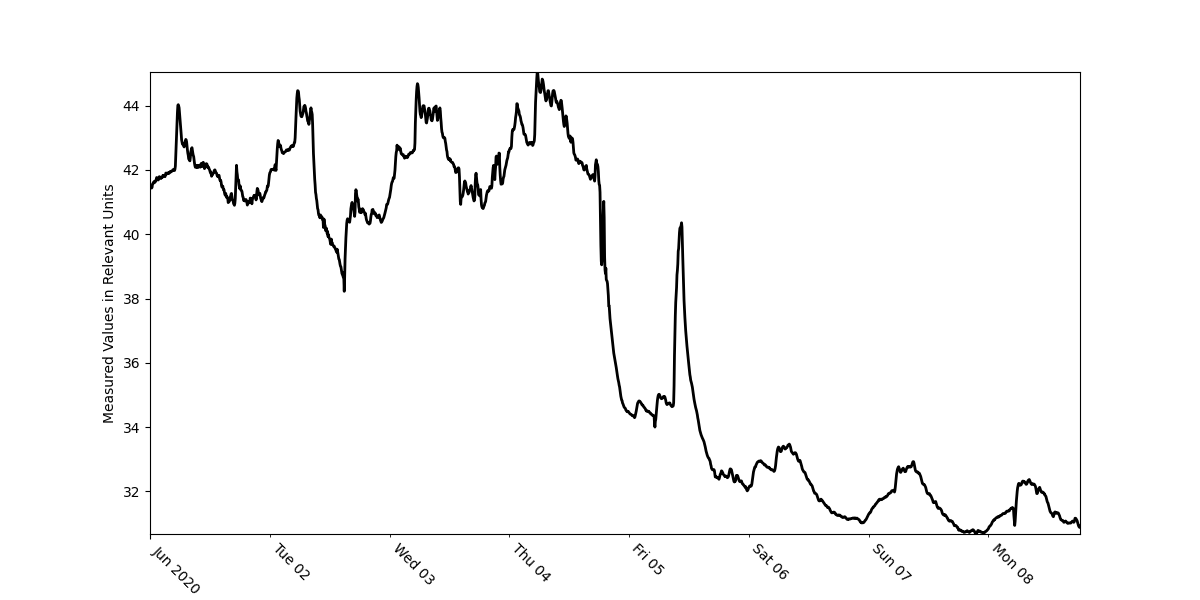 Measured Values in Relevant Units
44
42
40
38
36
34
32
Jun 2020
Tue 02
Wed 03
Thu 04
Fri 05
Sat 06
Sun 07
Mon 08